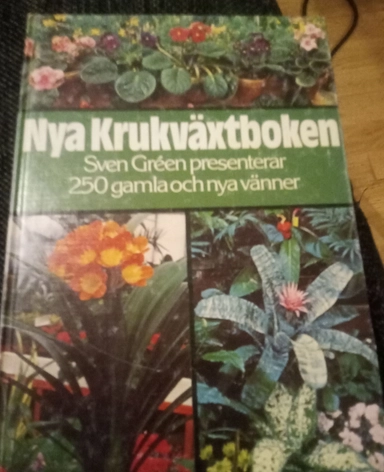 Nya Krukväxtboken
Sven Gréen presenterar
250 gamla och nya vänner